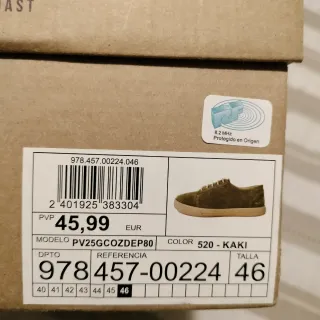 OAST
8.2 MHz
Protegido en Origen
978.457.00224.046
2 401925 383304
PVP 45,99 EUR
MODELO PV25GCOZDEP80 COLOR 520 - KAKI
DPTO REFERENCIA TALLA
978 457-00224 46
40 41 42 43 44 45 46